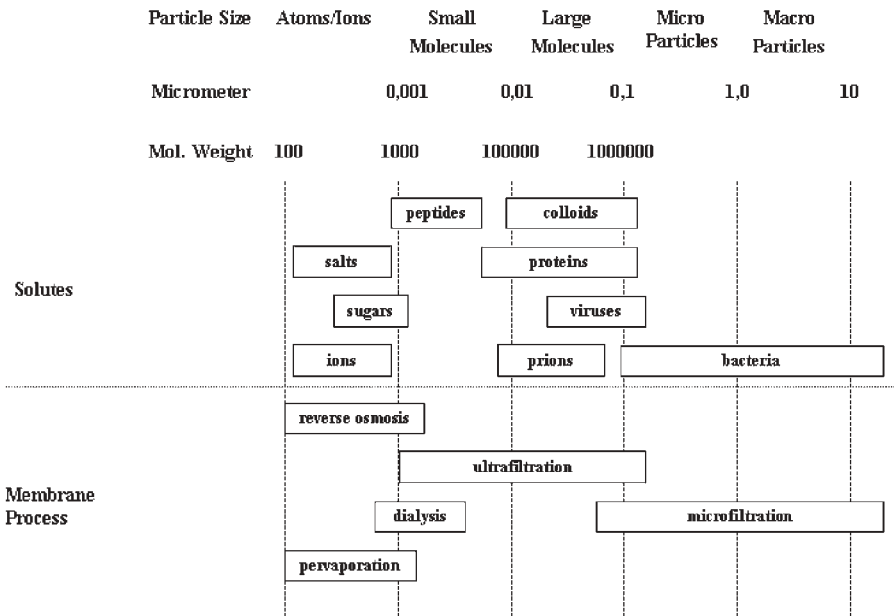 Particle Size Atoms/Ions Small Molecules Large Molecules Micro Particles Macro Particles
Micrometer 0,001 0,01 0,1 1,0 10
Mol. Weight 100 1000 100000 1000000
peptides colloids
salts proteins
Solutes
sugars viruses
ions prions bacteria
reverse osmosis
ultrafiltration
Membrane
Process
dialysis microfiltration
pervaporation